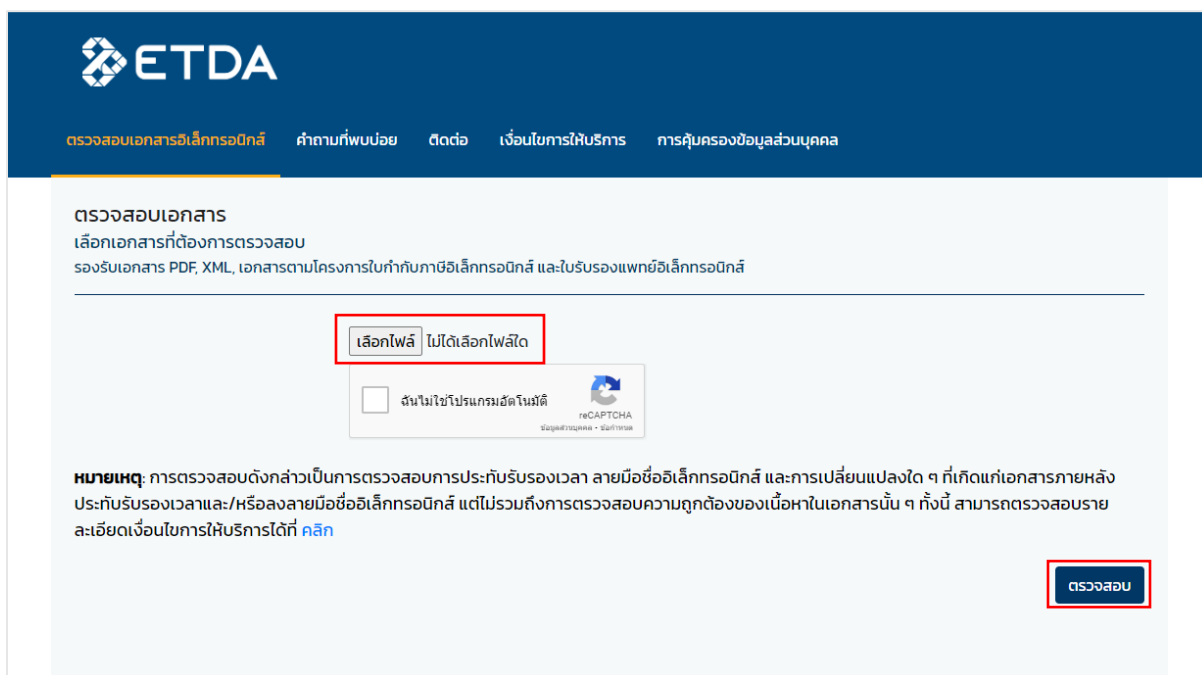 ETDA
ตรวจสอบเอกสารอิเล็กทรอนิกส์ คำถามที่พบบ่อย ติดต่อ เงื่อนไขการให้บริการ การคุ้มครองข้อมูลส่วนบุคคล
ตรวจสอบเอกสาร
เลือกเอกสารที่ต้องการตรวจสอบ
รองรับเอกสาร PDF, XML, เอกสารตามโครงการใบกำกับภาษีอิเล็กทรอนิกส์ และใบรับรองแพทย์อิเล็กทรอนิกส์
เลือกไฟล์ ไม่ได้เลือกไฟล์ใด
ฉันไม่ใช่โปรแกรมอัตโนมัติ
reCAPTCHA
ข้อมูลส่วนบุคคล - ข้อกำหนด
หมายเหตุ: การตรวจสอบดังกล่าวเป็นการตรวจสอบการประทับรับรองเวลา ลายมือชื่ออิเล็กทรอนิกส์ และการเปลี่ยนแปลงใด ๆ ที่เกิดแก่เอกสารภายหลัง
ประทับรับรองเวลาและ/หรือลงลายมือชื่ออิเล็กทรอนิกส์ แต่ไม่รวมถึงการตรวจสอบความถูกต้องของเนื้อหาในเอกสารนั้น ๆ ทั้งนี้ สามารถตรวจสอบราย
ละเอียดเงื่อนไขการให้บริการได้ที่ คลิก
ตรวจสอบ